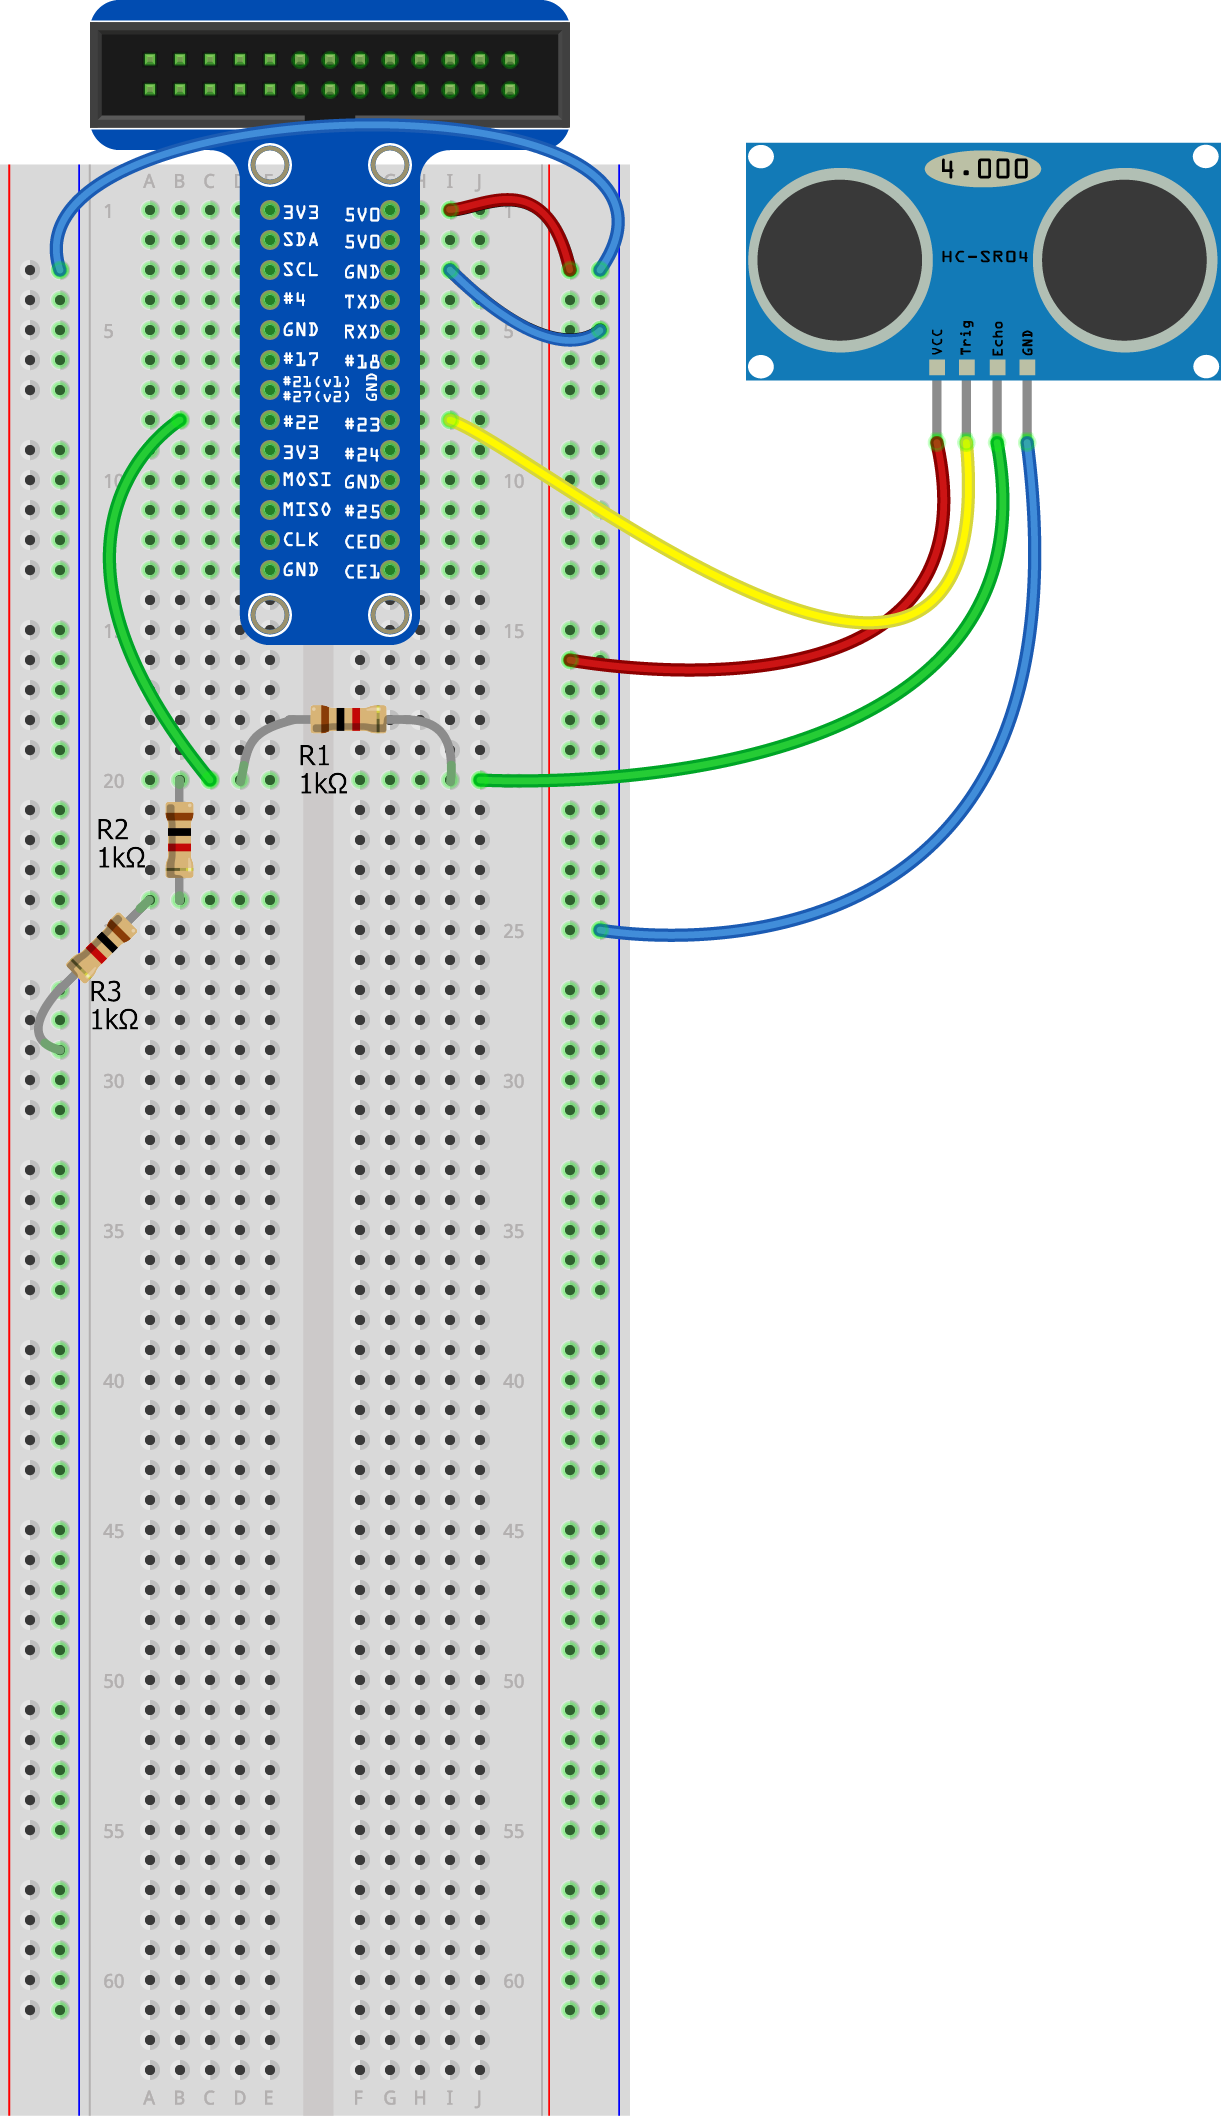 A B C D E G H I J
1 3V3 5V0 1
SDA 5V0
SCL GND
#4 TXD
5 GND RXD 5
#17 #18
#21(v1)
#27(v2) GND
#22 #23
3V3 #24
10 MOSI GND 10
MISO #25
CLK CE0
GND CE1
15 15
4.000
HC-SR04
VCC Trig Echo GND
R1
1kΩ
20 20
R2
1kΩ
25
R3
1kΩ
30 30
35 35
40 40
45 45
50 50
55 55
60 60
A B C D E F G H I J